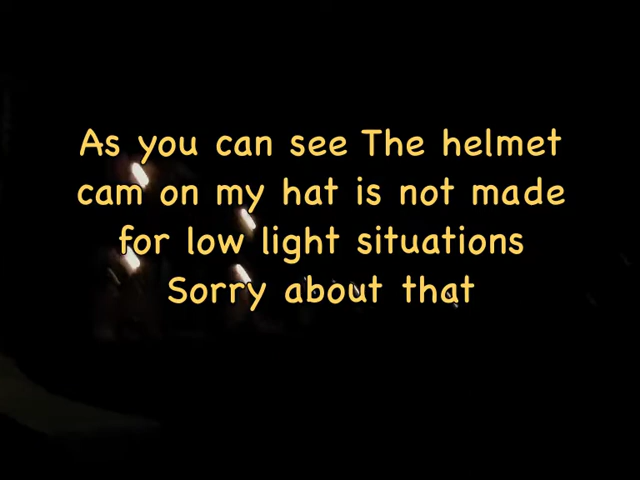 As you can see The helmet
cam on my hat is not made
for low light situations
Sorry about that